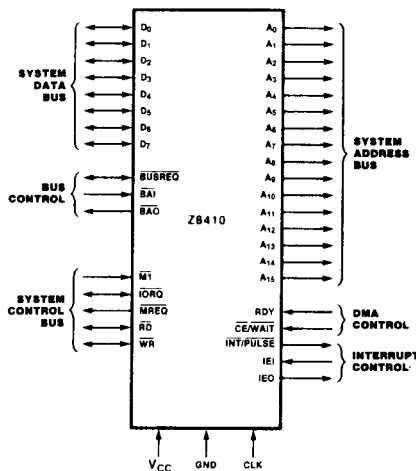 SYSTEM
DATA
BUS
D0
D1
D2
D3
D4
D5
D6
D7
BUS
CONTROL
BUSREQ
BAI
BAO
SYSTEM
CONTROL
BUS
M1
IORQ
MREQ
RD
WR
Z8410
A0
A1
A2
A3
A4
A5
A6
A7
A8
A9
A10
A11
A12
A13
A14
A15
SYSTEM
ADDRESS
BUS
RDY
CE/WAIT
DMA
CONTROL
INT/PULSE
IEI
IEO
INTERRUPT
CONTROL
VCC GND CLK